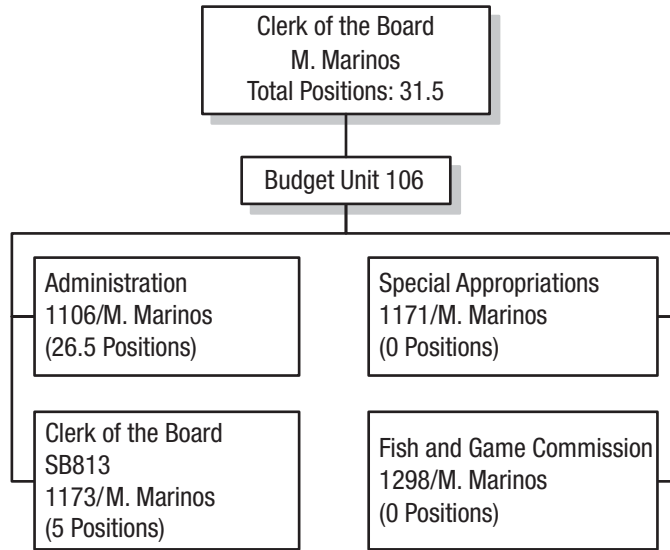 Clerk of the Board
M. Marinos
Total Positions: 31.5
Budget Unit 106
Administration
1106/M. Marinos
(26.5 Positions)
Special Appropriations
1171/M. Marinos
(0 Positions)
Clerk of the Board
SB813
1173/M. Marinos
(5 Positions)
Fish and Game Commission
1298/M. Marinos
(0 Positions)